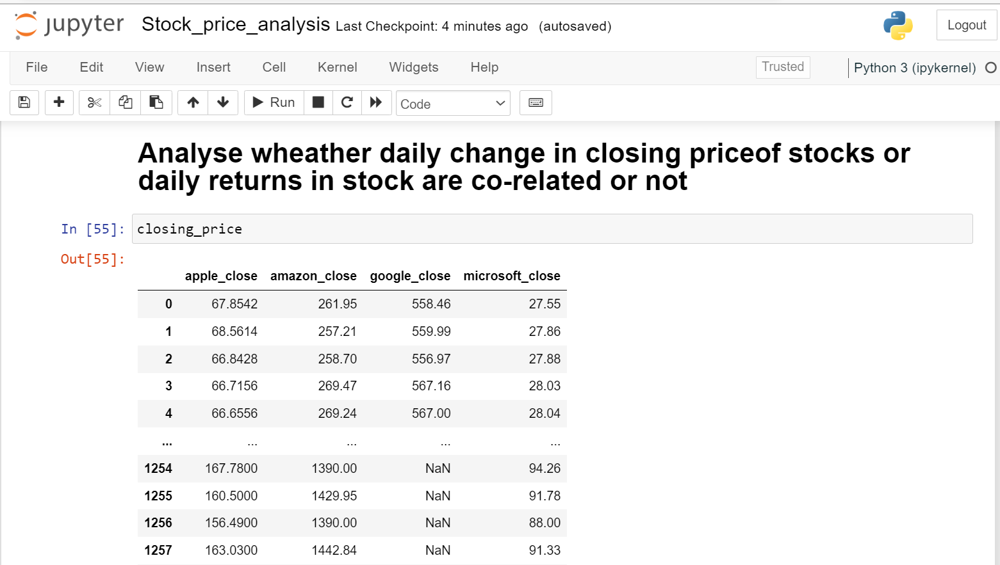 jupyter Stock_price_analysis Last Checkpoint: 4 minutes ago (autosaved) Logout
File Edit View Insert Cell Kernel Widgets Help Trusted Python 3 (ipykernel)
Run Code
Analyse wheather daily change in closing priceof stocks or
daily returns in stock are co-related or not
In [55]: closing_price
Out[55]:
apple_close amazon_close google_close microsoft_close
0 67.8542 261.95 558.46 27.55
1 68.5614 257.21 559.99 27.86
2 66.8428 258.70 556.97 27.88
3 66.7156 269.47 567.16 28.03
4 66.6556 269.24 567.00 28.04
... ... ... ... ...
1254 167.7800 1390.00 NaN 94.26
1255 160.5000 1429.95 NaN 91.78
1256 156.4900 1390.00 NaN 88.00
1257 163.0300 1442.84 NaN 91.33